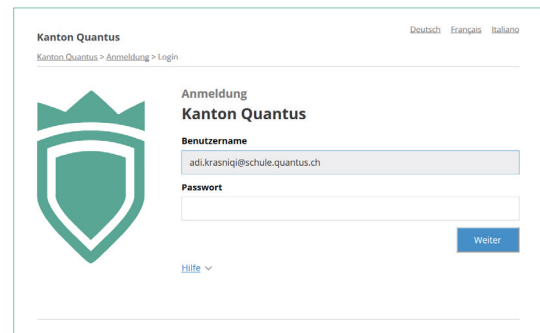 Kanton Quantus
Deutsch Français Italiano
Kanton Quantus > Anmeldung > Login
Anmeldung
Kanton Quantus
Benutzername
adi.krasniqi@schule.quantus.ch
Passwort
Weiter
Hilfe